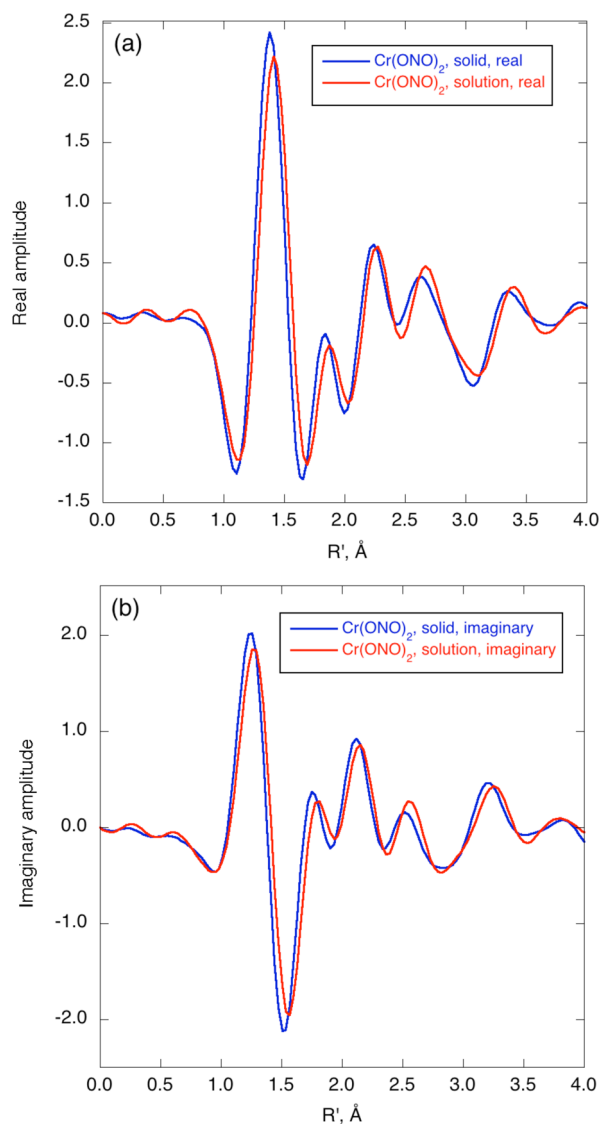 (a)
Cr(ONO)2, solid, real
Cr(ONO)2, solution, real
2.5
2.0
1.5
1.0
0.5
0.0
-0.5
-1.0
-1.5
Real amplitude
0.0 0.5 1.0 1.5 2.0 2.5 3.0 3.5 4.0
R', Å
(b)
Cr(ONO)2, solid, imaginary
Cr(ONO)2, solution, imaginary
2.0
1.0
0.0
-1.0
-2.0
Imaginary amplitude
0.0 0.5 1.0 1.5 2.0 2.5 3.0 3.5 4.0
R', Å